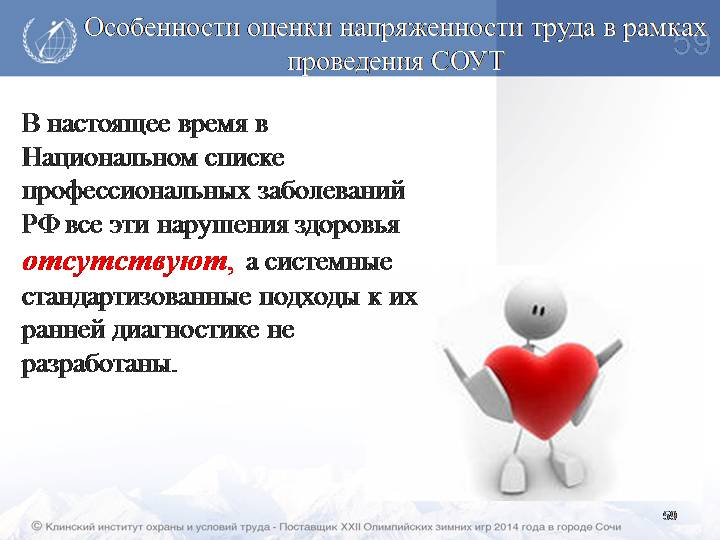 Особенности оценки напряженности труда в рамках
проведения СОУТ
59
В настоящее время в
Национальном списке
профессиональных заболеваний
РФ все эти нарушения здоровья
отсутствуют, а системные
стандартизованные подходы к их
ранней диагностике не
разработаны.
59
© Клинский институт охраны и условий труда - Поставщик XXII Олимпийских зимних игр 2014 года в городе Сочи